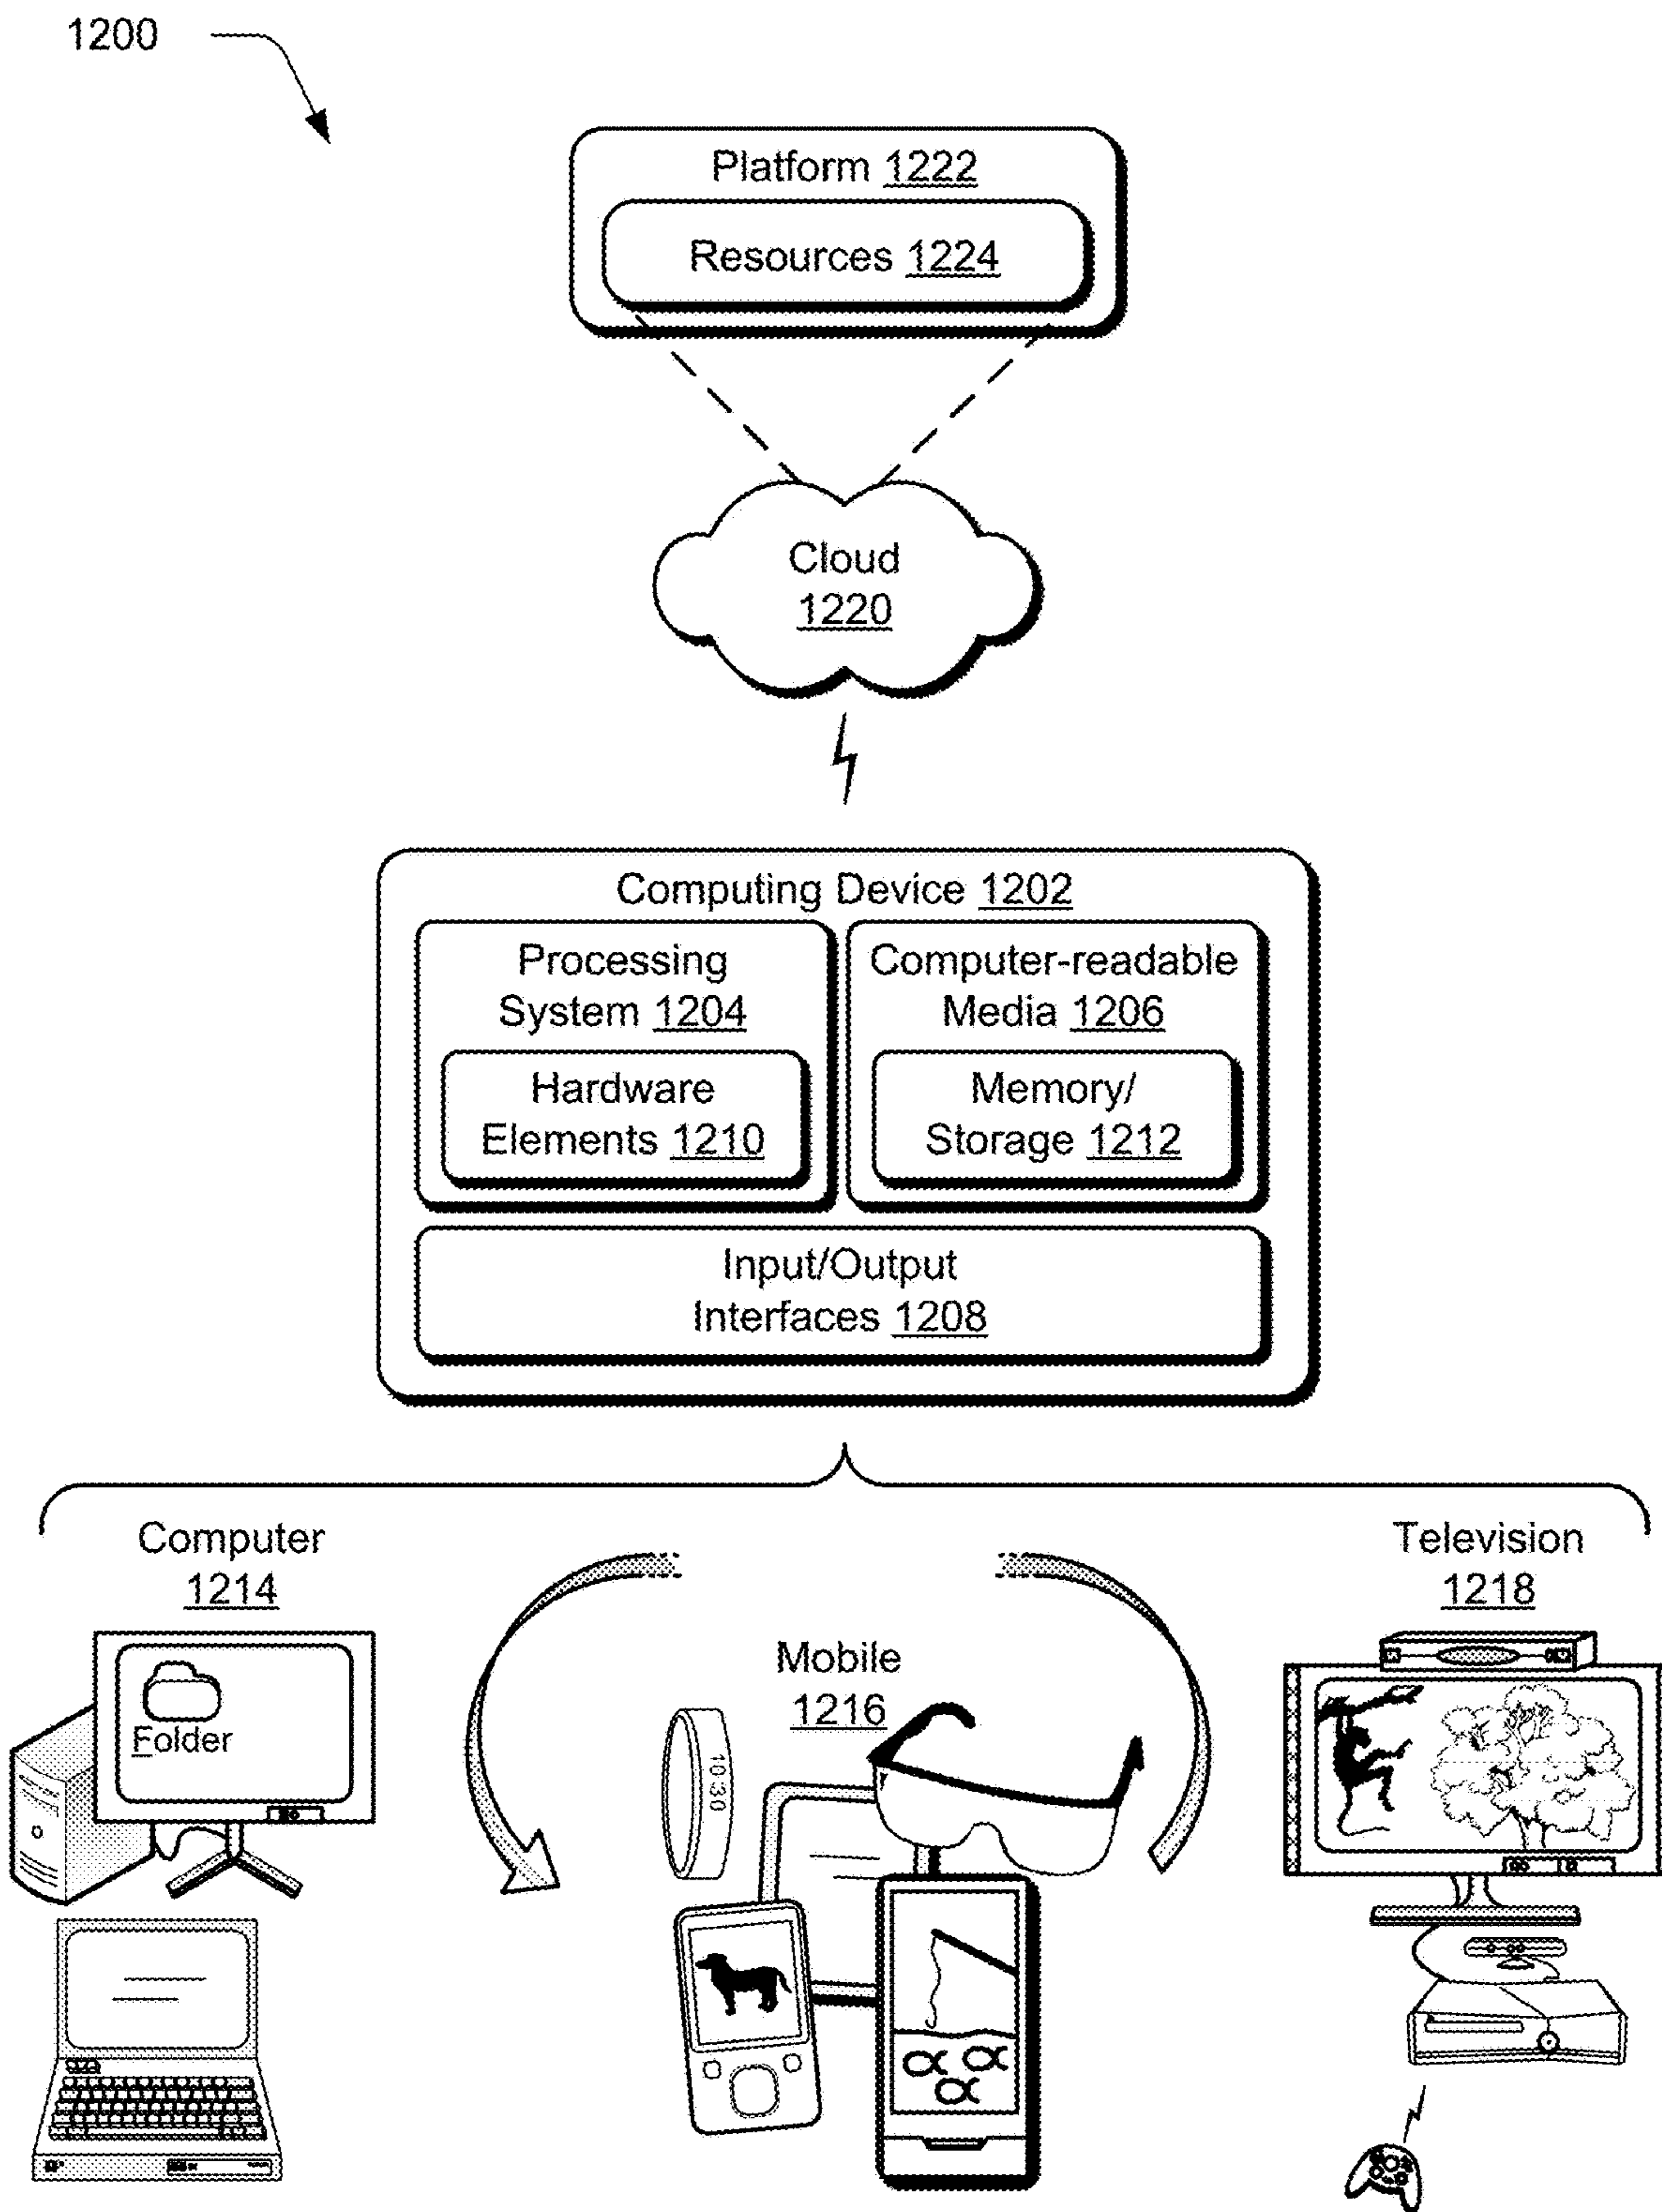 1200
Platform 1222
Resources 1224
Cloud
1220
Computing Device 1202
Processing
System 1204
Hardware
Elements 1210
Computer-readable
Media 1206
Memory/
Storage 1212
Input/Output
Interfaces 1208
Computer
1214
Folder
Mobile
1216
10:30
Television
1218